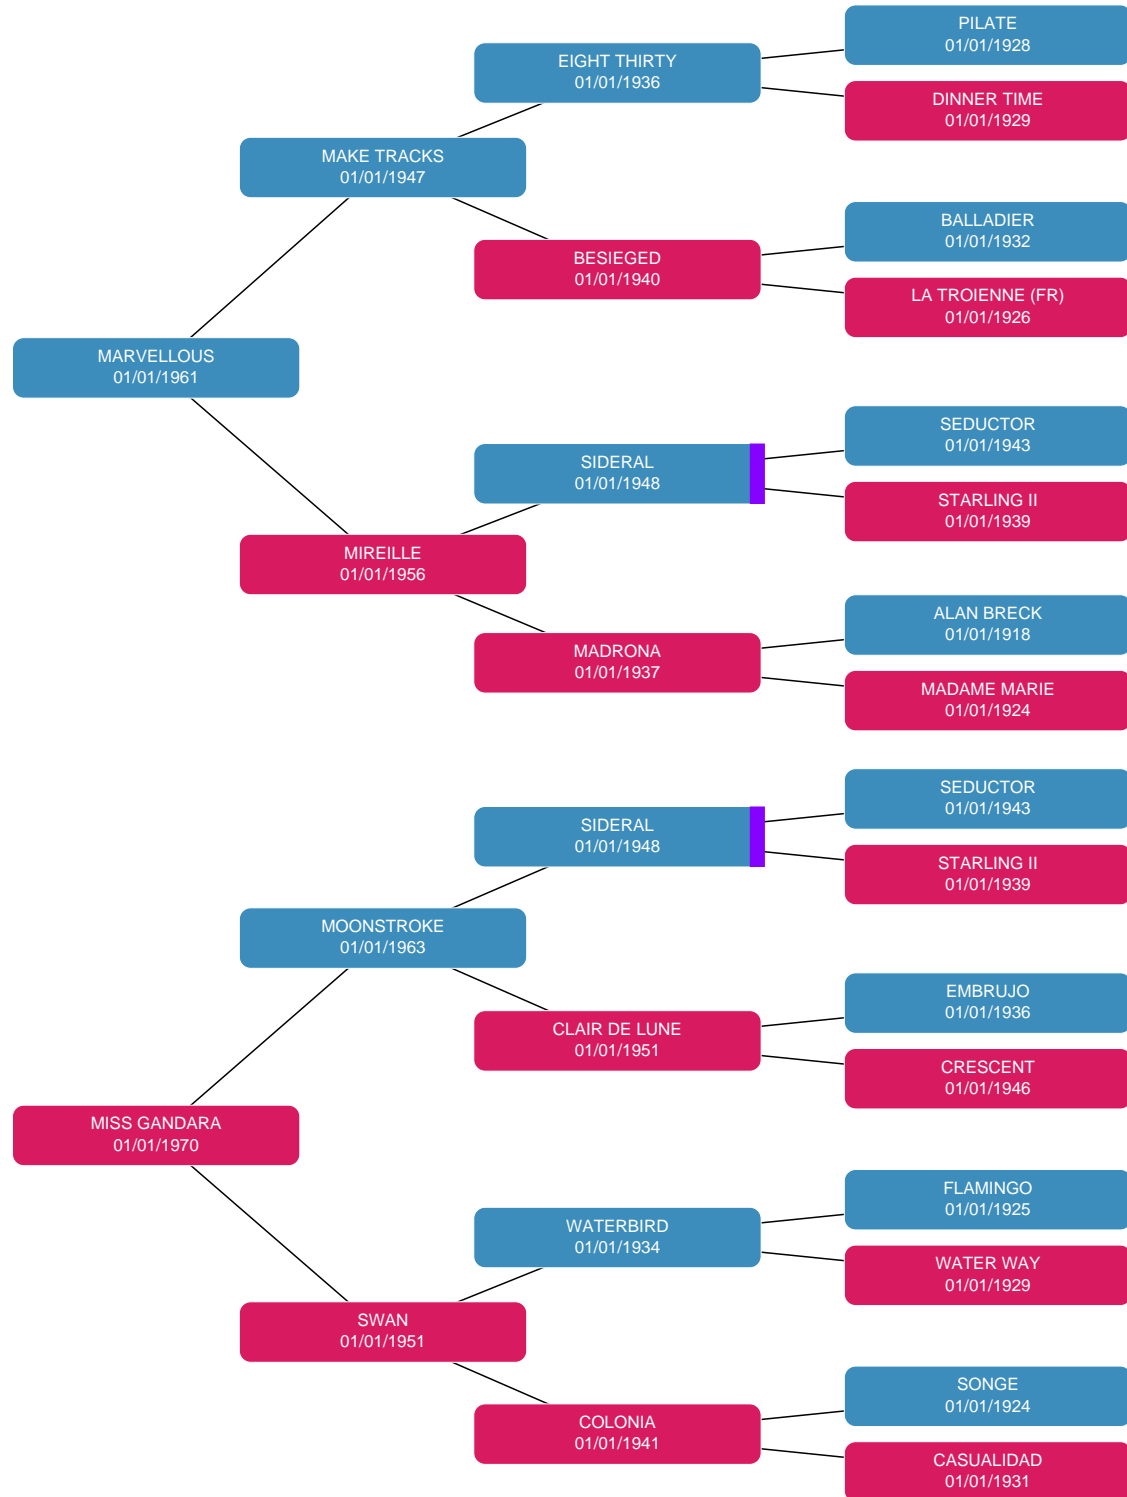 PILATE
01/01/1928
EIGHT THIRTY
01/01/1936
DINNER TIME
01/01/1929
MAKE TRACKS
01/01/1947
BALLADIER
01/01/1932
BESIEGED
01/01/1940
LA TROIENNE (FR)
01/01/1926
MARVELLOUS
01/01/1961
SEDUCTOR
01/01/1943
SIDERAL
01/01/1948
STARLING II
01/01/1939
MIREILLE
01/01/1956
ALAN BRECK
01/01/1918
MADRONA
01/01/1937
MADAME MARIE
01/01/1924
SEDUCTOR
01/01/1943
SIDERAL
01/01/1948
STARLING II
01/01/1939
MOONSTROKE
01/01/1963
EMBRUJO
01/01/1936
CLAIR DE LUNE
01/01/1951
CRESCENT
01/01/1946
MISS GANDARA
01/01/1970
FLAMINGO
01/01/1925
WATERBIRD
01/01/1934
WATER WAY
01/01/1929
SWAN
01/01/1951
SONGE
01/01/1924
COLONIA
01/01/1941
CASUALIDAD
01/01/1931